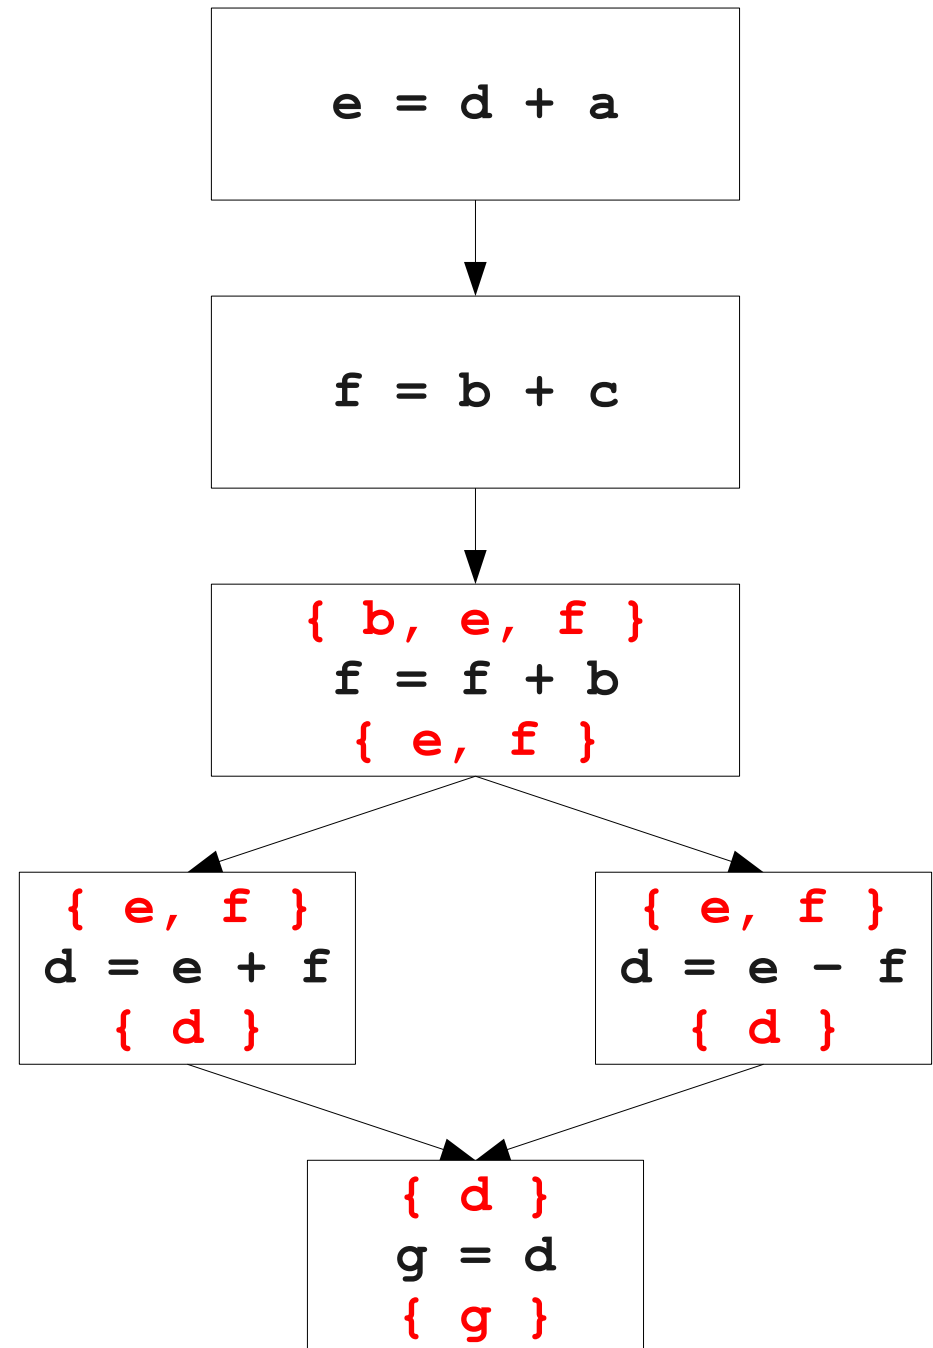 e = d + a
f = b + c
{ b, e, f }
f = f + b
{ e, f }
{ e, f }
d = e + f
{ d }
{ e, f }
d = e - f
{ d }
{ d }
g = d
{ g }